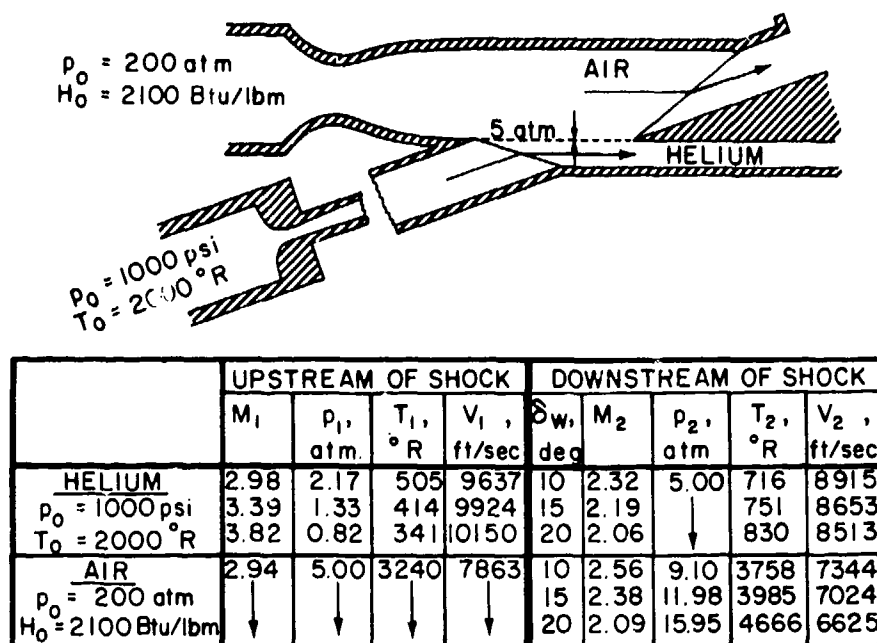 p₀ = 200 atm
H₀ = 2100 Btu/lbm
AIR
5 atm
HELIUM
p₀ = 1000 psi
T₀ = 2000 °R
UPSTREAM OF SHOCK DOWNSTREAM OF SHOCK
M₁ p₁, atm. T₁, °R V₁, ft/sec δw, deg M₂ p₂, atm T₂, °R V₂, ft/sec
HELIUM 2.98 2.17 505 9637 10 2.32 5.00 716 8915
p₀ = 1000 psi 3.39 1.33 414 9924 15 2.19 751 8653
T₀ = 2000 °R 3.82 0.82 341 10150 20 2.06 830 8513
AIR 2.94 5.00 3240 7863 10 2.56 9.10 3758 7344
p₀ = 200 atm 15 2.38 11.98 3985 7024
H₀ = 2100 Btu/lbm 20 2.09 15.95 4666 6625